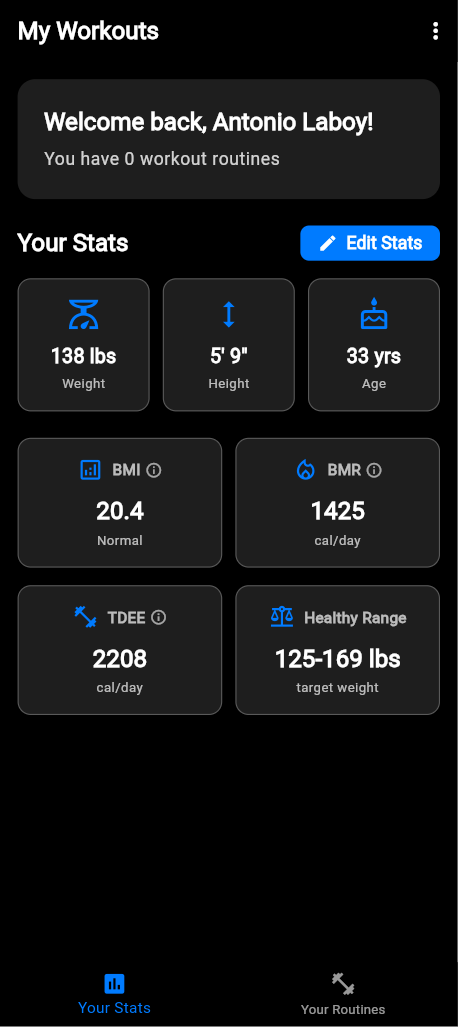 My Workouts
Welcome back, Antonio Laboy!
You have 0 workout routines
Your Stats
Edit Stats
138 lbs
Weight
5' 9"
Height
33 yrs
Age
BMI
20.4
Normal
BMR
1425
cal/day
TDEE
2208
cal/day
Healthy Range
125-169 lbs
target weight
Your Stats
Your Routines